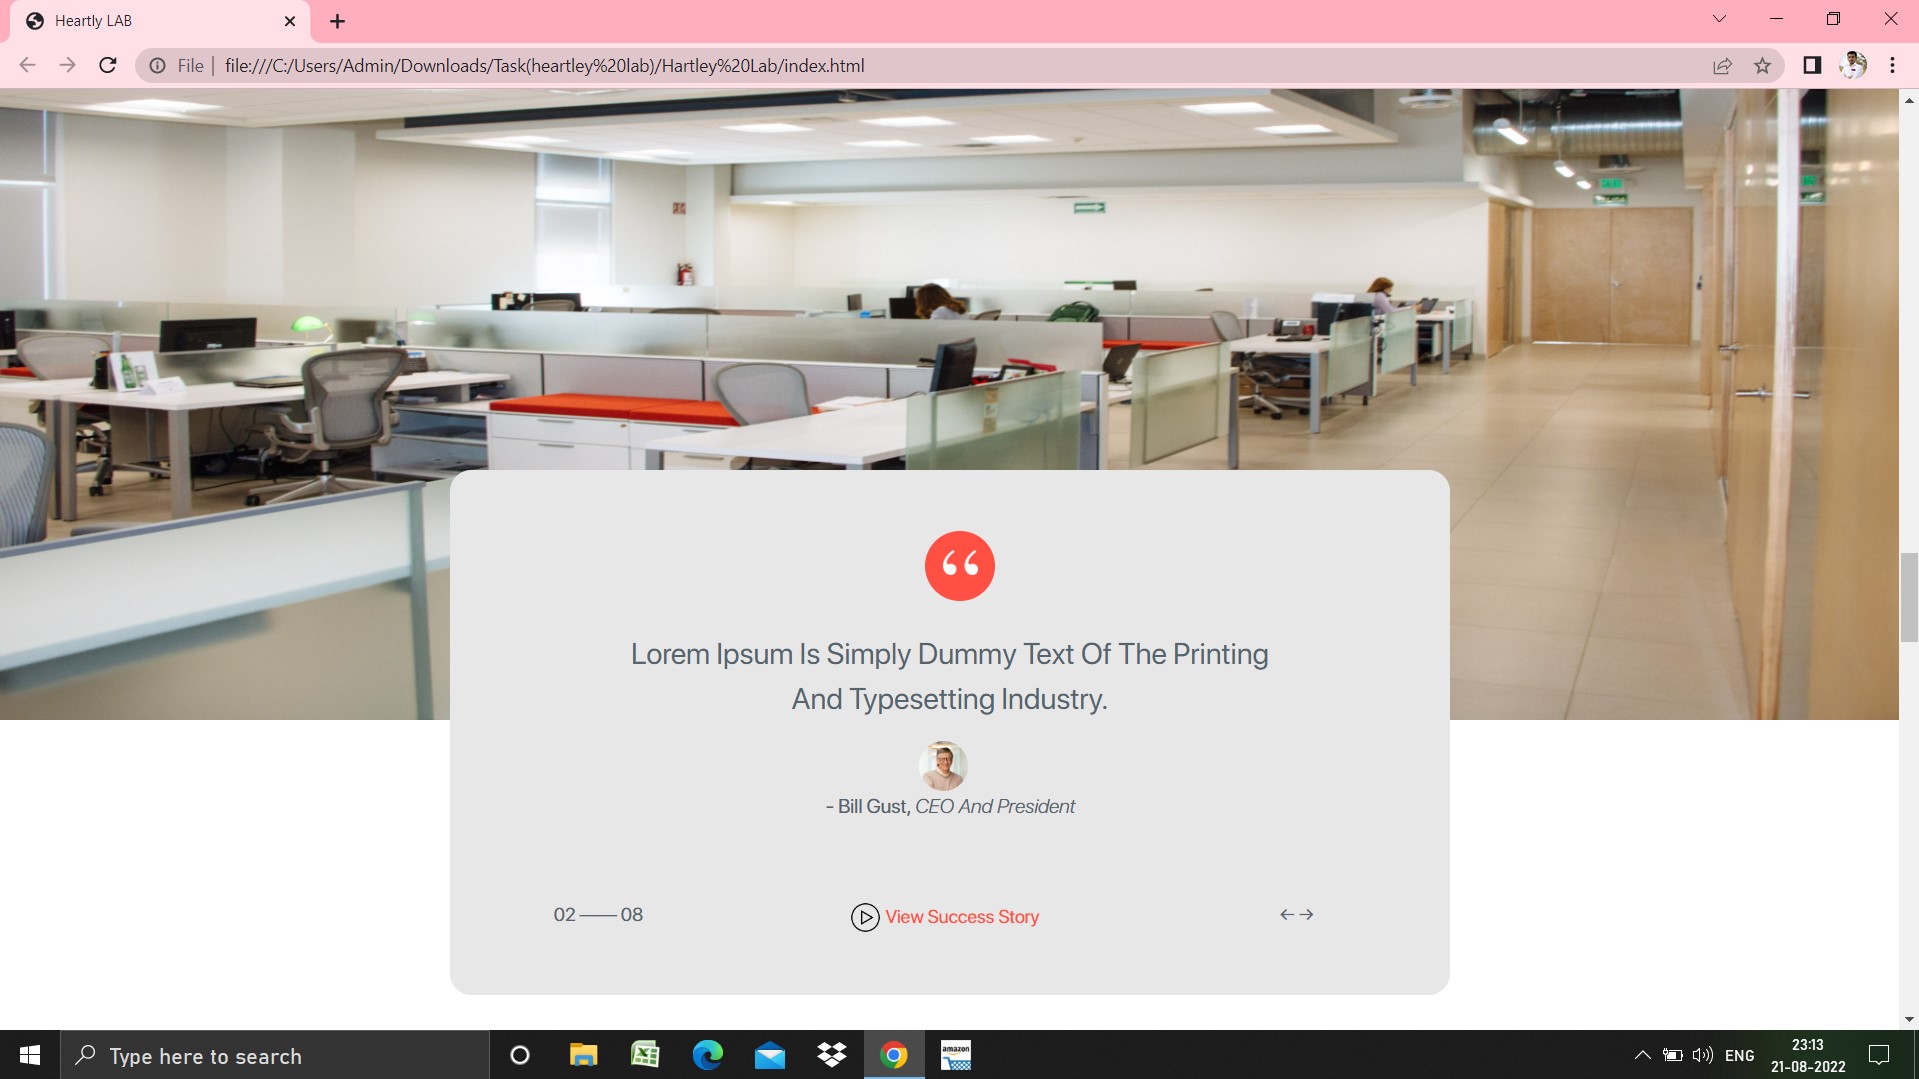 Heartly LAB
File | file:///C:/Users/Admin/Downloads/Task(heartley%20lab)/Hartley%20Lab/index.html
Lorem Ipsum Is Simply Dummy Text Of The Printing
And Typesetting Industry.
- Bill Gust, CEO And President
02 —— 08
View Success Story
Type here to search
amazon
ENG
23:13
21-08-2022